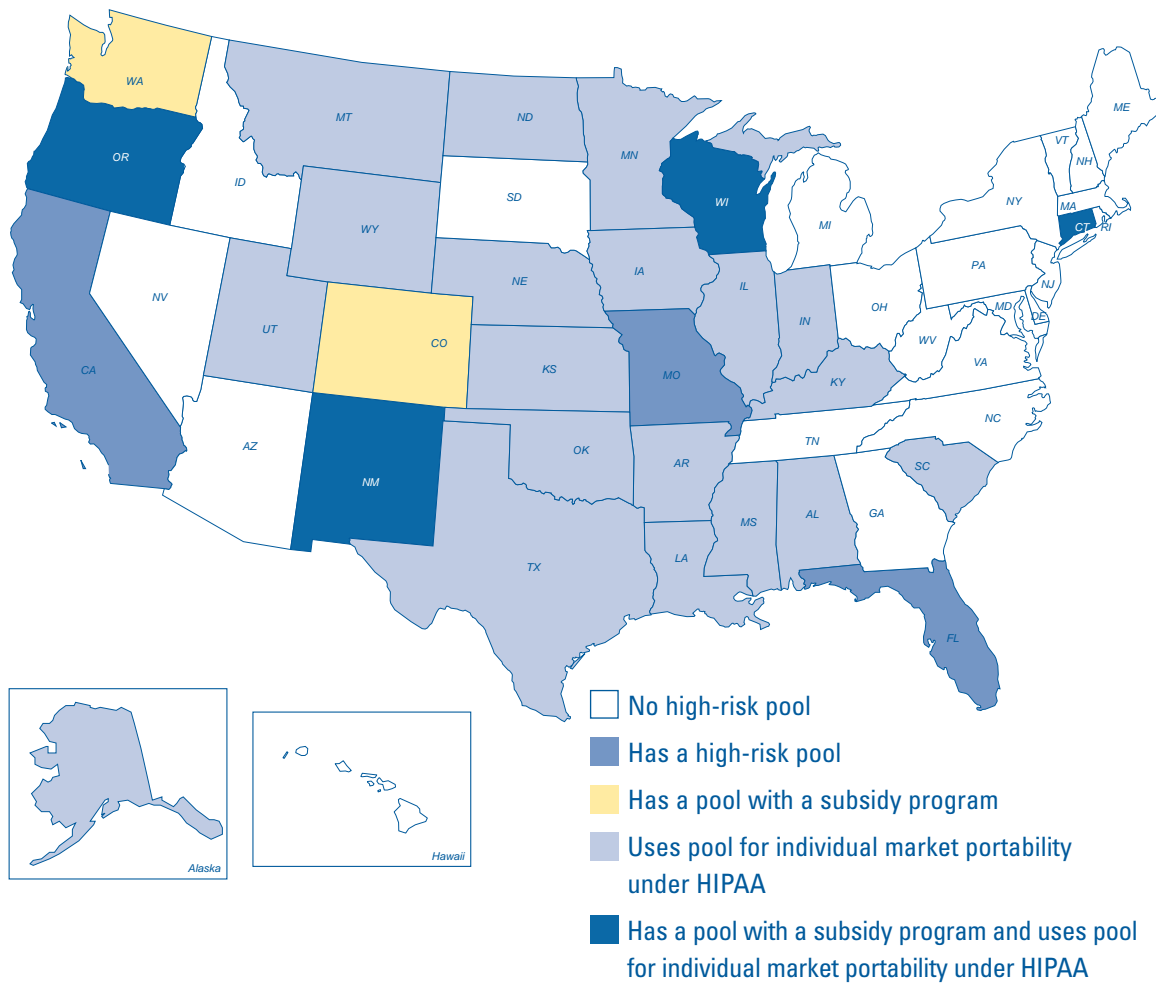 WA
ME
MT
ND
VT
MN
NH
OR
ID
SD
WI
NY
MA
CT
RI
MI
WY
PA
IA
NE
NJ
IL
OH
NV
IN
MD
DE
UT
CO
WV
VA
CA
KS
MO
KY
NC
AZ
OK
TN
NM
AR
SC
MS
AL
GA
LA
TX
FL
No high-risk pool
Has a high-risk pool
Has a pool with a subsidy program
Uses pool for individual market portability
under HIPAA
Has a pool with a subsidy program and uses pool
for individual market portability under HIPAA
Alaska
Hawaii